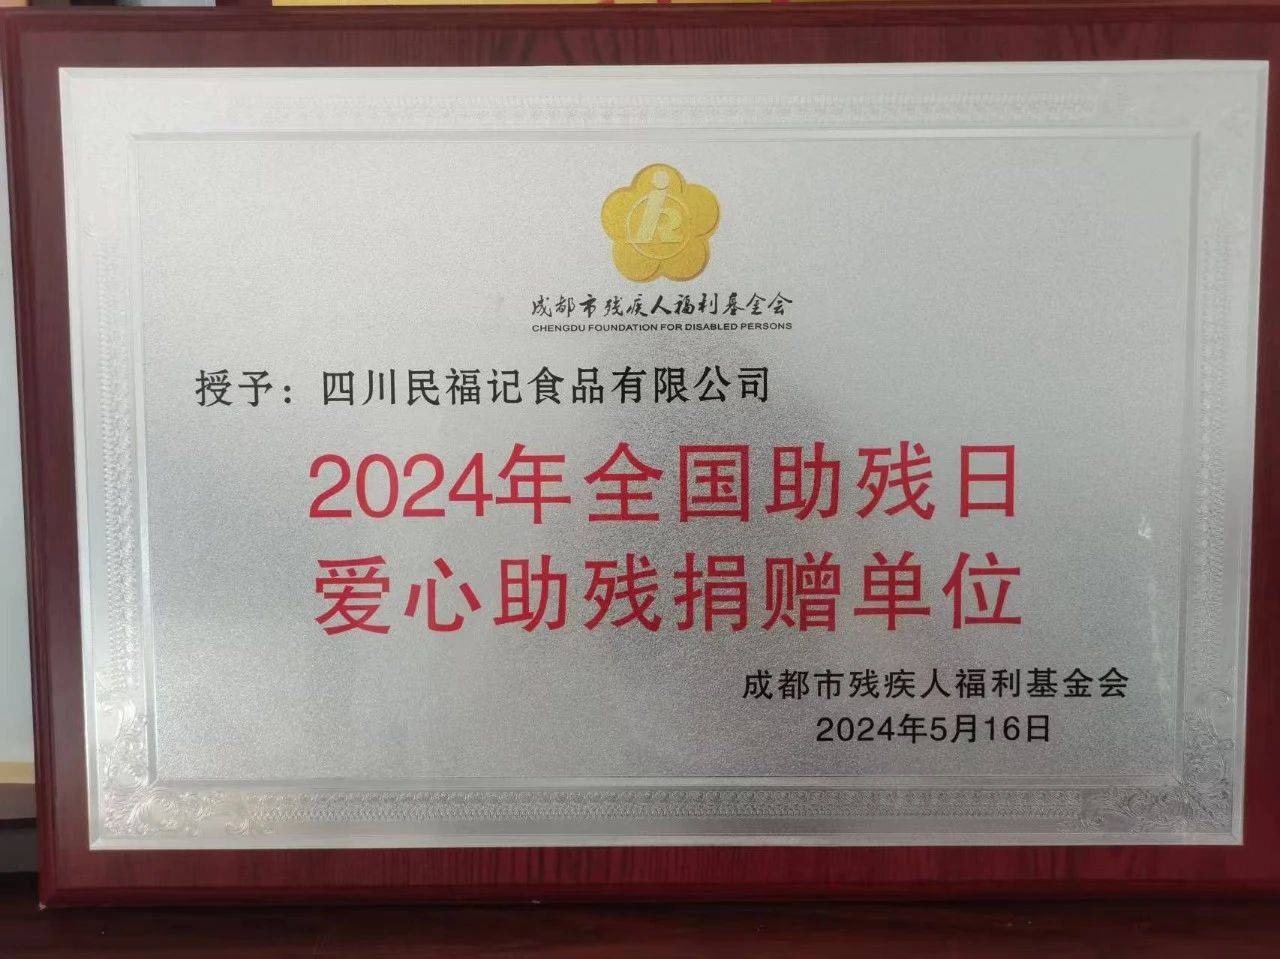 成都市残疾人福利基金会
CHENGDU FOUNDATION FOR DISABLED PERSONS
授予：四川民福记食品有限公司
2024年全国助残日
爱心助残捐赠单位
成都市残疾人福利基金会
2024年5月16日